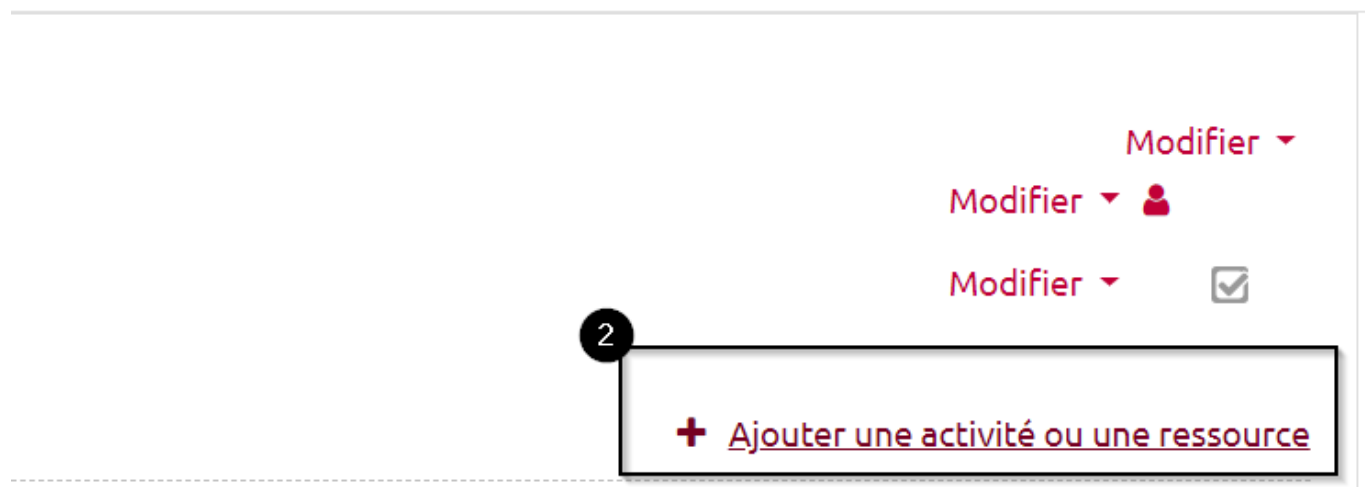 Modifier
Modifier
Modifier
2
Ajouter une activité ou une ressource